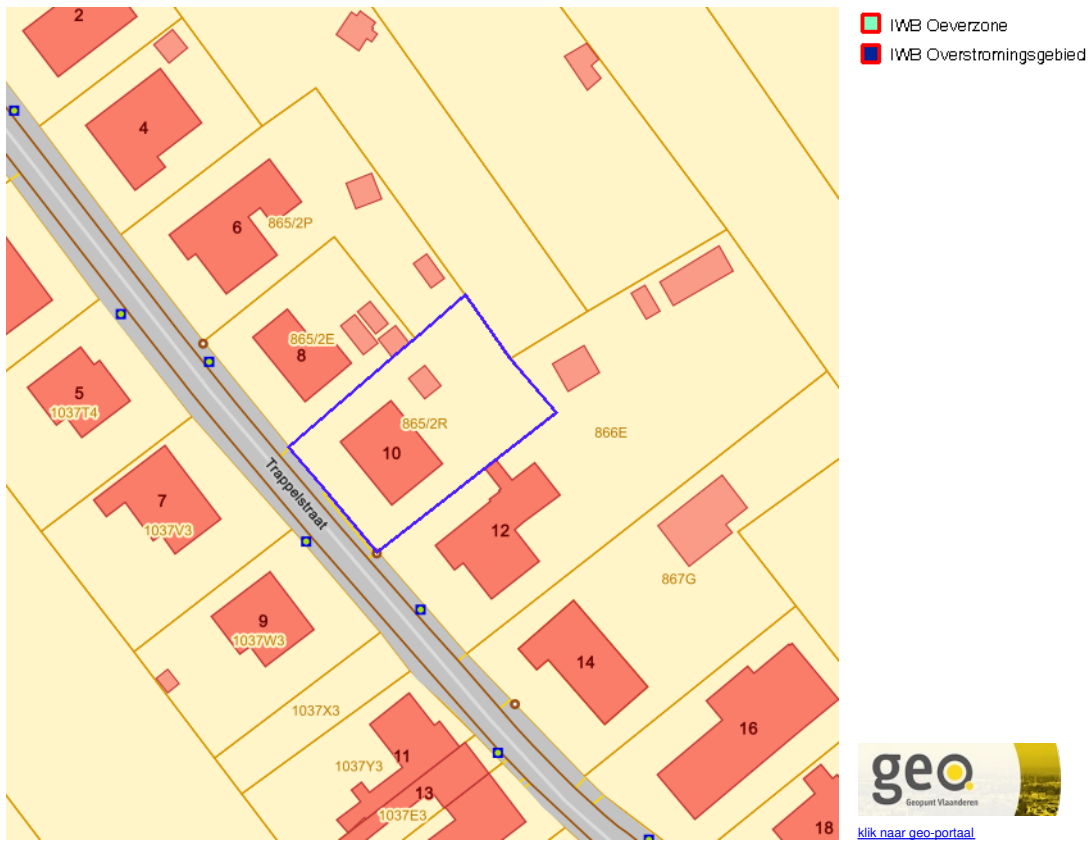 2
IWB Oeverzone
IWB Overstromingsgebied
4
6
865/2P
865/2E
8
5
1037T4
865/2R
10
866E
Trappelstraat
7
1037V3
12
867G
9
1037W3
14
1037X3
16
11
1037Y3
13
1037E3
18
geo.
Geopunt Vlaanderen
klik naar geo-portaal